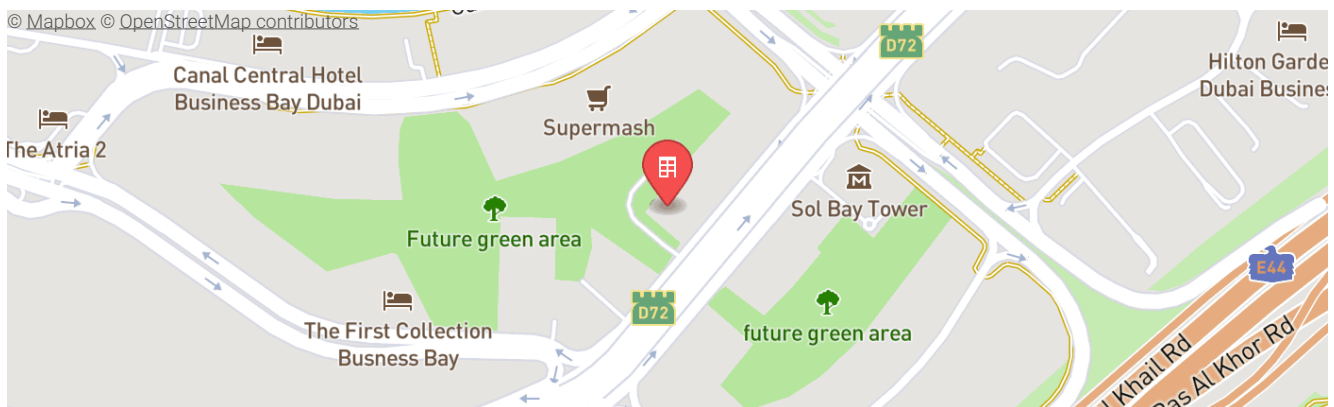 © Mapbox © OpenStreetMap contributors
D72
Canal Central Hotel
Business Bay Dubai
Hilton Garde
Dubai Busines
Supermash
The Atria 2
Sol Bay Tower
Future green area
E44
D72
The First Collection
Busness Bay
future green area
l Khail Rd
Ras Al Khor Rd